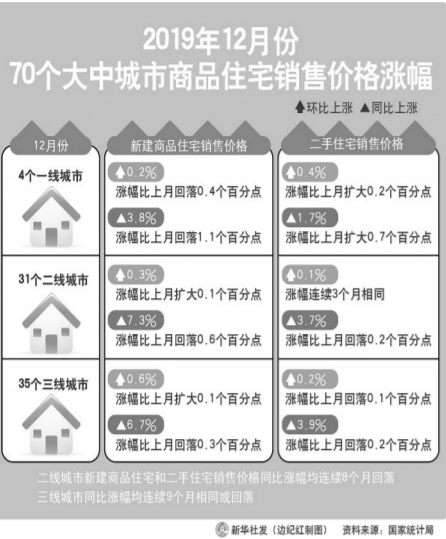 2019年12月份
70个大中城市商品住宅销售价格涨幅
环比上涨 ▲同比上涨
12月份 新建商品住宅销售价格 二手住宅销售价格
4个一线城市
0.2%
涨幅比上月回落0.4个百分点
▲3.8%
涨幅比上月回落1.1个百分点
0.4%
涨幅比上月扩大0.2个百分点
▲1.7%
涨幅比上月扩大0.7个百分点
31个二线城市
0.3%
涨幅比上月扩大0.1个百分点
▲7.3%
涨幅比上月回落0.6个百分点
0.1%
涨幅连续3个月相同
▲3.7%
涨幅比上月回落0.2个百分点
35个三线城市
0.6%
涨幅比上月扩大0.1个百分点
▲6.7%
涨幅比上月回落0.3个百分点
0.2%
涨幅比上月回落0.1个百分点
▲3.9%
涨幅比上月回落0.2个百分点
二线城市新建商品住宅和二手住宅销售价格同比涨幅均连续8个月回落
三线城市同比涨幅均连续9个月相同或回落
新华社发（边纪红制图） 资料来源：国家统计局